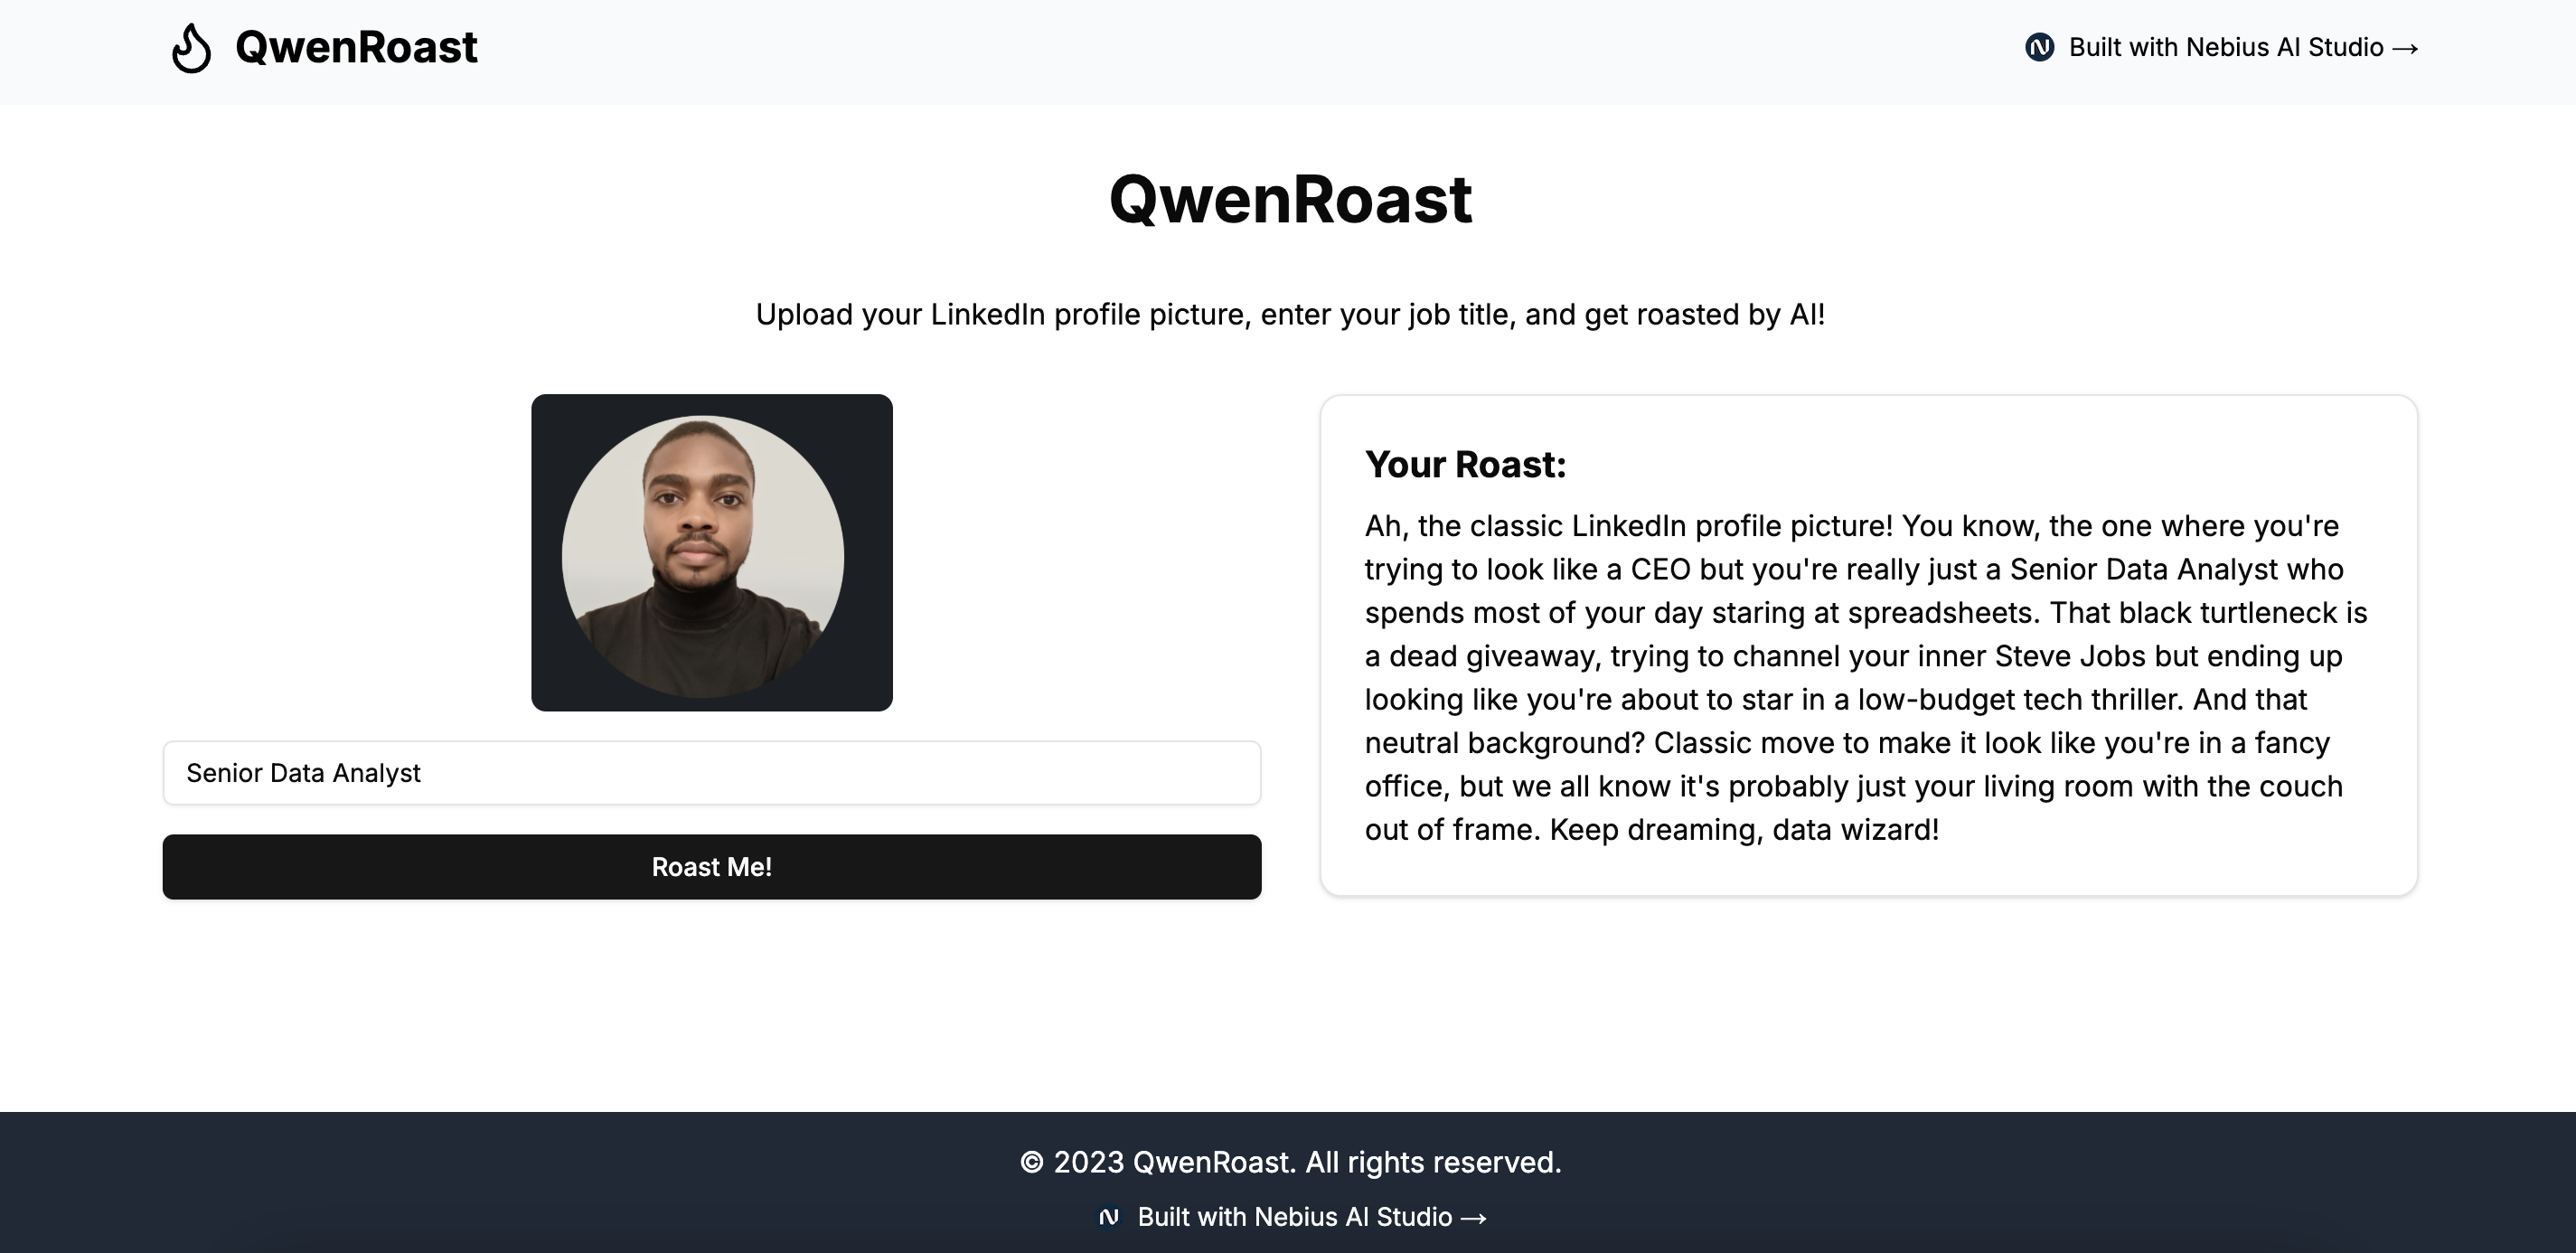 QwenRoast
Built with Nebius AI Studio →
QwenRoast
Upload your LinkedIn profile picture, enter your job title, and get roasted by AI!
Senior Data Analyst
Roast Me!
Your Roast:
Ah, the classic LinkedIn profile picture! You know, the one where you're
trying to look like a CEO but you're really just a Senior Data Analyst who
spends most of your day staring at spreadsheets. That black turtleneck is
a dead giveaway, trying to channel your inner Steve Jobs but ending up
looking like you're about to star in a low-budget tech thriller. And that
neutral background? Classic move to make it look like you're in a fancy
office, but we all know it's probably just your living room with the couch
out of frame. Keep dreaming, data wizard!
© 2023 QwenRoast. All rights reserved.
Built with Nebius AI Studio →